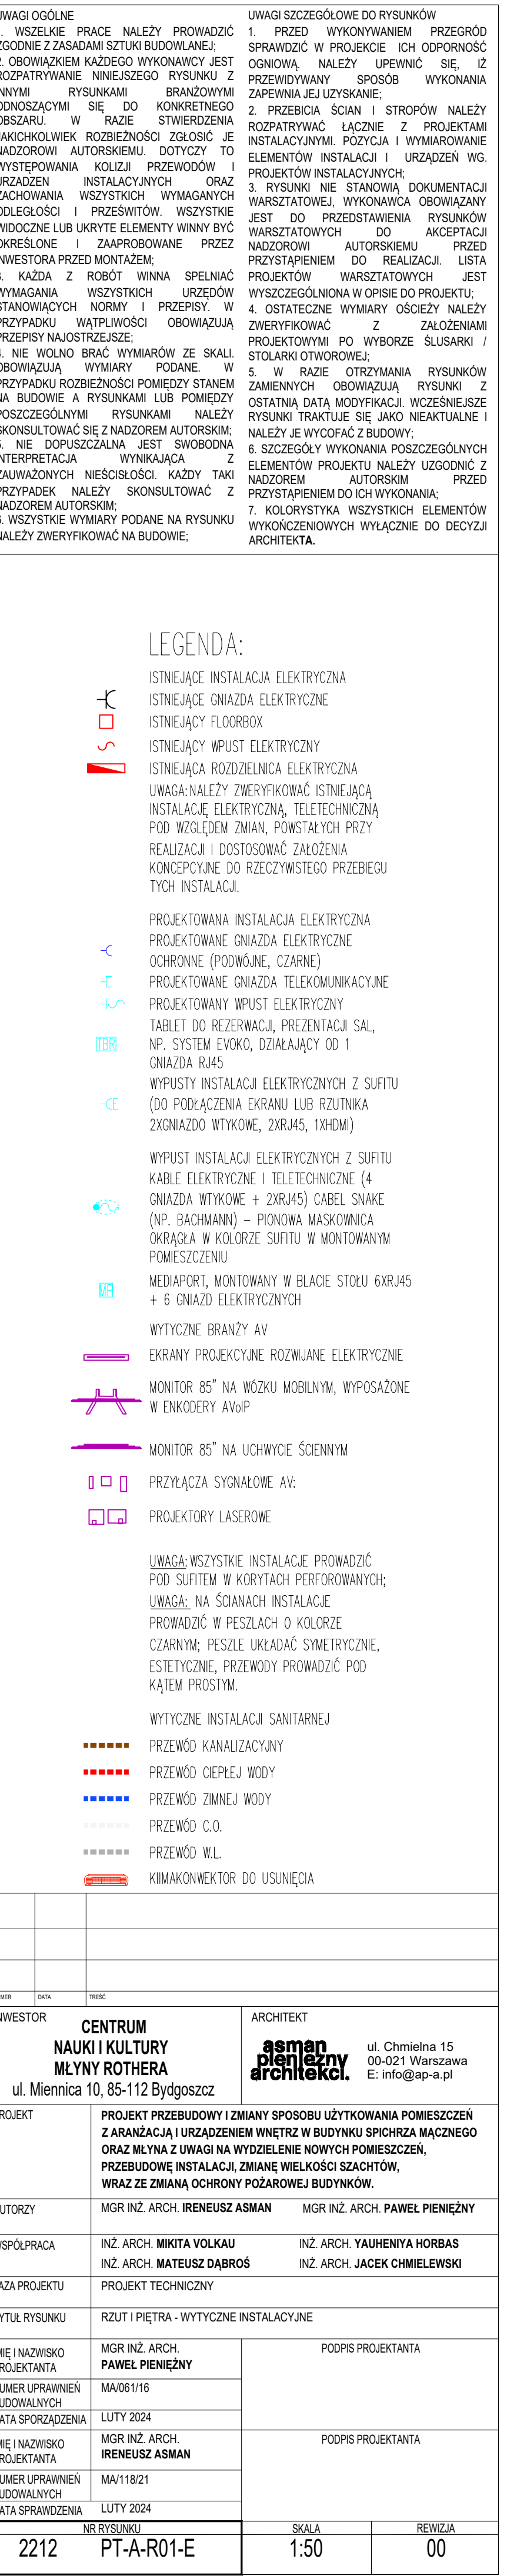 UWAGI OGÓLNE
1. WSZELKIE PRACE NALEŻY PROWADZIĆ
ZGODNIE Z ZASADAMI SZTUKI BUDOWLANEJ;
2. OBOWIĄZKIEM KAŻDEGO WYKONAWCY JEST
ROZPATRYWANIE NINIEJSZEGO RYSUNKU Z
INNYMI RYSUNKAMI BRANŻOWYMI
ODNOSZĄCYMI SIĘ DO KONKRETNEGO
OBSZARU. W RAZIE STWIERDZENIA
JAKICHKOLWIEK ROZBIEŻNOŚCI ZGŁOSIĆ JE
NADZOROWI AUTORSKIEMU. DOTYCZY TO
WYSTĘPOWANIA KOLIZJI PRZEWODÓW I
URZĄDZEŃ INSTALACYJNYCH ORAZ
ZACHOWANIA WSZYSTKICH WYMAGANYCH
ODLEGŁOŚCI I PRZEŚWITÓW. WSZYSTKIE
WIDOCZNE LUB UKRYTE ELEMENTY WINNY BYĆ
OKREŚLONE I ZAAPROBOWANE PRZEZ
INWESTORA PRZED MONTAŻEM;
3. KAŻDA Z ROBÓT WINNA SPEŁNIAĆ
WYMAGANIA WSZYSTKICH URZĘDÓW
STANOWIĄCYCH NORMY I PRZEPISY. W
PRZYPADKU WĄTPLIWOŚCI OBOWIĄZUJĄ
PRZEPISY NAJOSTRZEJSZE;
4. NIE WOLNO BRAĆ WYMIARÓW ZE SKALI.
OBOWIĄZUJĄ WYMIARY PODANE. W
PRZYPADKU ROZBIEŻNOŚCI POMIĘDZY STANEM
NA BUDOWIE A RYSUNKAMI LUB POMIĘDZY
POSZCZEGÓLNYMI RYSUNKAMI NALEŻY
SKONSULTOWAĆ SIĘ Z NADZOREM AUTORSKIM;
5. NIE DOPUSZCZALNA JEST SWOBODNA
INTERPRETACJA WYNIKAJĄCA Z
ZAUWAŻONYCH NIEŚCISŁOŚCI. KAŻDY TAKI
PRZYPADEK NALEŻY SKONSULTOWAĆ Z
NADZOREM AUTORSKIM;
6. WSZYSTKIE WYMIARY PODANE NA RYSUNKU
NALEŻY ZWERYFIKOWAĆ NA BUDOWIE;
UWAGI SZCZEGÓŁOWE DO RYSUNKÓW
1. PRZED WYKONYWANIEM PRZEGRÓD
SPRAWDZIĆ W PROJEKCIE ICH ODPORNOŚĆ
OGNIOWĄ. NALEŻY UPEWNIĆ SIĘ, IŻ
PRZEWIDYWANY SPOSÓB WYKONANIA
ZAPEWNIA JEJ UZYSKANIE;
2. PRZEBICIA ŚCIAN I STROPÓW NALEŻY
ROZPATRYWAĆ ŁĄCZNIE Z PROJEKTAMI
INSTALACYJNYMI. POZYCJA I WYMIAROWANIE
ELEMENTÓW INSTALACJI I URZĄDZEŃ WG.
PROJEKTÓW INSTALACYJNYCH;
3. RYSUNKI NIE STANOWIĄ DOKUMENTACJI
WARSZTATOWEJ, WYKONAWCA OBOWIĄZANY
JEST DO PRZEDSTAWIENIA RYSUNKÓW
WARSZTATOWYCH DO AKCEPTACJI
NADZOROWI AUTORSKIEMU PRZED
PRZYSTĄPIENIEM DO REALIZACJI. LISTA
PROJEKTÓW WARSZTATOWYCH JEST
WYSZCZEGÓLNIONA W OPISIE DO PROJEKTU;
4. OSTATECZNE WYMIARY OŚCIEŻY NALEŻY
ZWERYFIKOWAĆ Z ZAŁOŻENIAMI
PROJEKTOWYMI PO WYBORZE ŚLUSARKI /
STOLARKI OTWOROWEJ;
5. W RAZIE OTRZYMANIA RYSUNKÓW
ZAMIENNYCH OBOWIĄZUJĄ RYSUNKI Z
OSTATNIĄ DATĄ MODYFIKACJI. WCZEŚNIEJSZE
RYSUNKI TRAKTUJE SIĘ JAKO NIEAKTUALNE I
NALEŻY JE WYCOFAĆ Z BUDOWY;
6. SZCZEGÓŁY WYKONANIA POSZCZEGÓLNYCH
ELEMENTÓW PROJEKTU NALEŻY UZGODNIĆ Z
NADZOREM AUTORSKIM PRZED
PRZYSTĄPIENIEM DO ICH WYKONANIA;
7. KOLORYSTYKA WSZYSTKICH ELEMENTÓW
WYKOŃCZENIOWYCH WYŁĄCZNIE DO DECYZJI
ARCHITEKTA.
LEGENDA:
ISTNIEJĄCE INSTALACJA ELEKTRYCZNA
ISTNIEJĄCE GNIAZDA ELEKTRYCZNE
ISTNIEJĄCY FLOORBOX
ISTNIEJĄCY WPUST ELEKTRYCZNY
ISTNIEJĄCA ROZDZIELNICA ELEKTRYCZNA
UWAGA: NALEŻY ZWERYFIKOWAĆ ISTNIEJĄCĄ
INSTALACJĘ ELEKTRYCZNĄ, TELETECHNICZNĄ
POD WZGLĘDEM ZMIAN, POWSTAŁYCH PRZY
REALIZACJI I DOSTOSOWAĆ ZAŁOŻENIA
KONCEPCYJNE DO RZECZYWISTEGO PRZEBIEGU
TYCH INSTALACJI.
PROJEKTOWANA INSTALACJA ELEKTRYCZNA
PROJEKTOWANE GNIAZDA ELEKTRYCZNE
OCHRONNE (PODWÓJNE, CZARNE)
PROJEKTOWANE GNIAZDA TELEKOMUNIKACYJNE
PROJEKTOWANY WPUST ELEKTRYCZNY
TABLET DO REZERWACJI, PREZENTACJI SAL,
NP. SYSTEM EVOKO, DZIAŁAJĄCY OD 1
GNIAZDA RJ45
WYPUSTY INSTALACJI ELEKTRYCZNYCH Z SUFITU
(DO PODŁĄCZENIA EKRANU LUB RZUTNIKA
2XGNIAZDO WTYKOWE, 2XRJ45, 1XHDMI)
WYPUST INSTALACJI ELEKTRYCZNYCH Z SUFITU
KABLE ELEKTRYCZNE I TELETECHNICZNE (4
GNIAZDA WTYKOWE + 2XRJ45) CABEL SNAKE
(NP. BACHMANN) – PIONOWA MASKOWNICA
OKRĄGŁA W KOLORZE SUFITU W MONTOWANYM
POMIESZCZENIU
MP
MEDIAPORT, MONTOWANY W BLACIE STOŁU 6XRJ45
+ 6 GNIAZD ELEKTRYCZNYCH
WYTYCZNE BRANŻY AV
EKRANY PROJEKCYJNE ROZWIJANE ELEKTRYCZNIE
MONITOR 85" NA WÓZKU MOBILNYM, WYPOSAŻONE
W ENKODERY AVoIP
MONITOR 85" NA UCHWYCIE ŚCIENNYM
PRZYŁĄCZA SYGNAŁOWE AV:
PROJEKTORY LASEROWE
UWAGA: WSZYSTKIE INSTALACJE PROWADZIĆ
POD SUFITEM W KORYTACH PERFOROWANYCH;
UWAGA: NA ŚCIANACH INSTALACJE
PROWADZIĆ W PESZLACH O KOLORZE
CZARNYM; PESZLE UKŁADAĆ SYMETRYCZNIE,
ESTETYCZNIE, PRZEWODY PROWADZIĆ POD
KĄTEM PROSTYM.
WYTYCZNE INSTALACJI SANITARNEJ
PRZEWÓD KANALIZACYJNY
PRZEWÓD CIEPŁEJ WODY
PRZEWÓD ZIMNEJ WODY
PRZEWÓD C.O.
PRZEWÓD W.L.
KlIMAKONWEKTOR DO USUNIĘCIA
NUMER DATA TREŚĆ
INWESTOR
CENTRUM
NAUKI I KULTURY
MŁYNY ROTHERA
ul. Miennica 10, 85-112 Bydgoszcz
ARCHITEKT
asman
pieniężny
architekci.
ul. Chmielna 15
00-021 Warszawa
E: info@ap-a.pl
PROJEKT
PROJEKT PRZEBUDOWY I ZMIANY SPOSOBU UŻYTKOWANIA POMIESZCZEŃ
Z ARANŻACJĄ I URZĄDZENIEM WNĘTRZ W BUDYNKU SPICHRZA MĄCZNEGO
ORAZ MŁYNA Z UWAGI NA WYDZIELENIE NOWYCH POMIESZCZEŃ,
PRZEBUDOWĘ INSTALACJI, ZMIANĘ WIELKOŚCI SZACHTÓW,
WRAZ ZE ZMIANĄ OCHRONY POŻAROWEJ BUDYNKÓW.
AUTORZY MGR INŻ. ARCH. IRENEUSZ ASMAN MGR INŻ. ARCH. PAWEŁ PIENIĘŻNY
WSPÓŁPRACA INŻ. ARCH. MIKITA VOLKAU INŻ. ARCH. YAUHENIYA HORBAS
INŻ. ARCH. MATEUSZ DĄBROŚ INŻ. ARCH. JACEK CHMIELEWSKI
FAZA PROJEKTU PROJEKT TECHNICZNY
TYTUŁ RYSUNKU RZUT I PIĘTRA - WYTYCZNE INSTALACYJNE
IMIĘ I NAZWISKO
PROJEKTANTA
MGR INŻ. ARCH.
PAWEŁ PIENIĘŻNY
PODPIS PROJEKTANTA
NUMER UPRAWNIEŃ
BUDOWLANYCH
MA/061/16
DATA SPORZĄDZENIA LUTY 2024
IMIĘ I NAZWISKO
PROJEKTANTA
MGR INŻ. ARCH.
IRENEUSZ ASMAN
PODPIS PROJEKTANTA
NUMER UPRAWNIEŃ
BUDOWLANYCH
MA/118/21
DATA SPRAWDZENIA LUTY 2024
NR RYSUNKU SKALA REWIZJA
2212 PT-A-R01-E 1:50 00